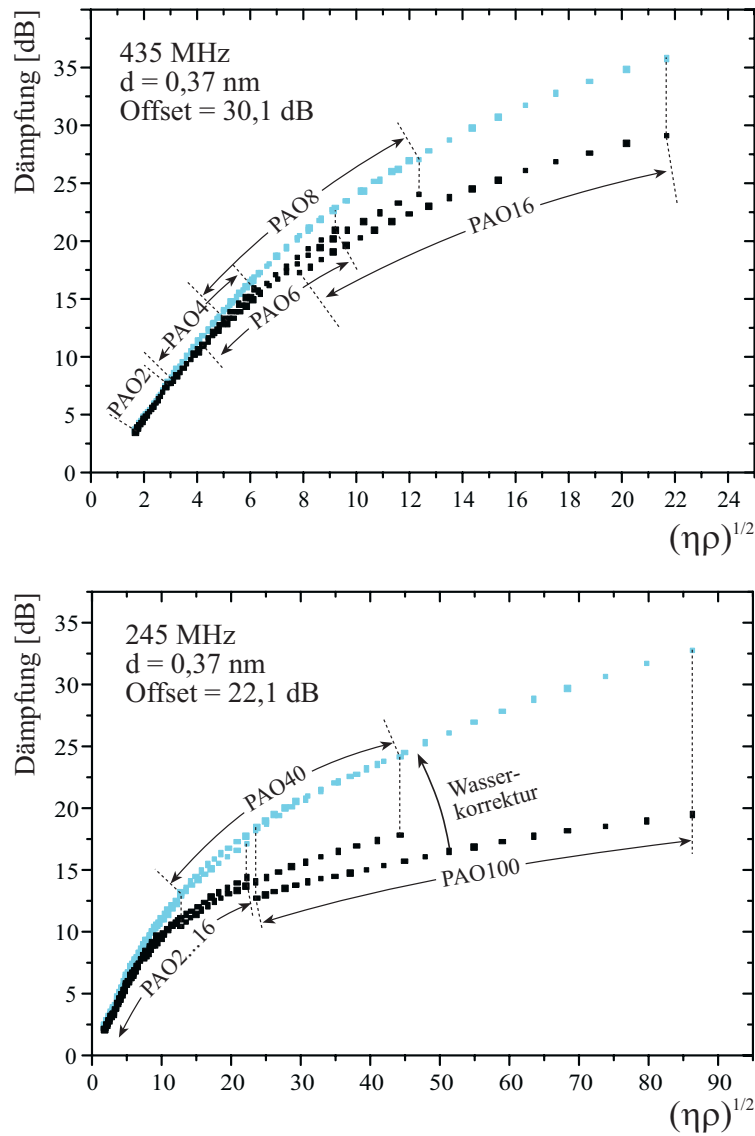 Dämpfung [dB]
35
30
25
20
15
10
5
0
435 MHz
d = 0,37 nm
Offset = 30,1 dB
PAO8
PAO4
PAO2
PAO6
PAO16
0 2 4 6 8 10 12 14 16 18 20 22 24
(ηρ)1/2
Dämpfung [dB]
35
30
25
20
15
10
5
0
245 MHz
d = 0,37 nm
Offset = 22,1 dB
PAO40
Wasser-
korrektur
PAO100
PAO2...16
0 10 20 30 40 50 60 70 80 90
(ηρ)1/2